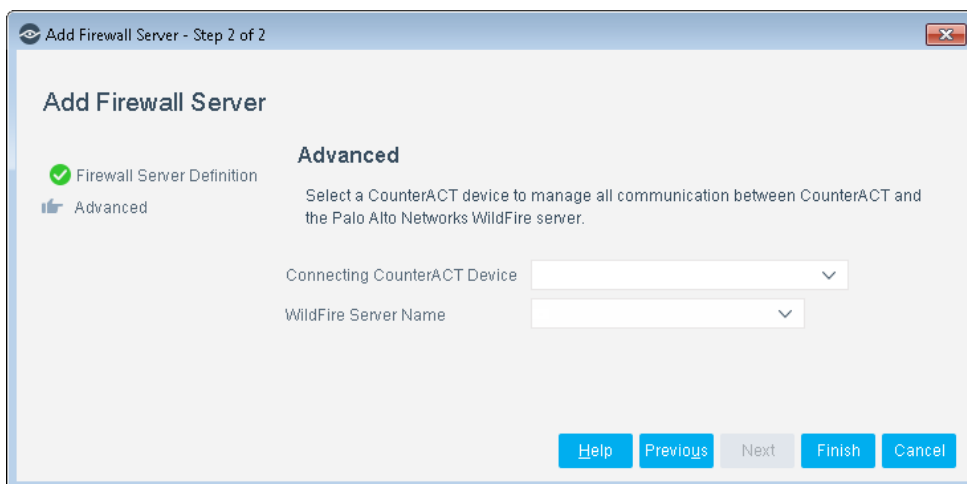 Add Firewall Server - Step 2 of 2
Add Firewall Server
Firewall Server Definition
Advanced
Advanced
Select a CounterACT device to manage all communication between CounterACT and
the Palo Alto Networks WildFire server.
Connecting CounterACT Device
WildFire Server Name
Help Previous Next Finish Cancel